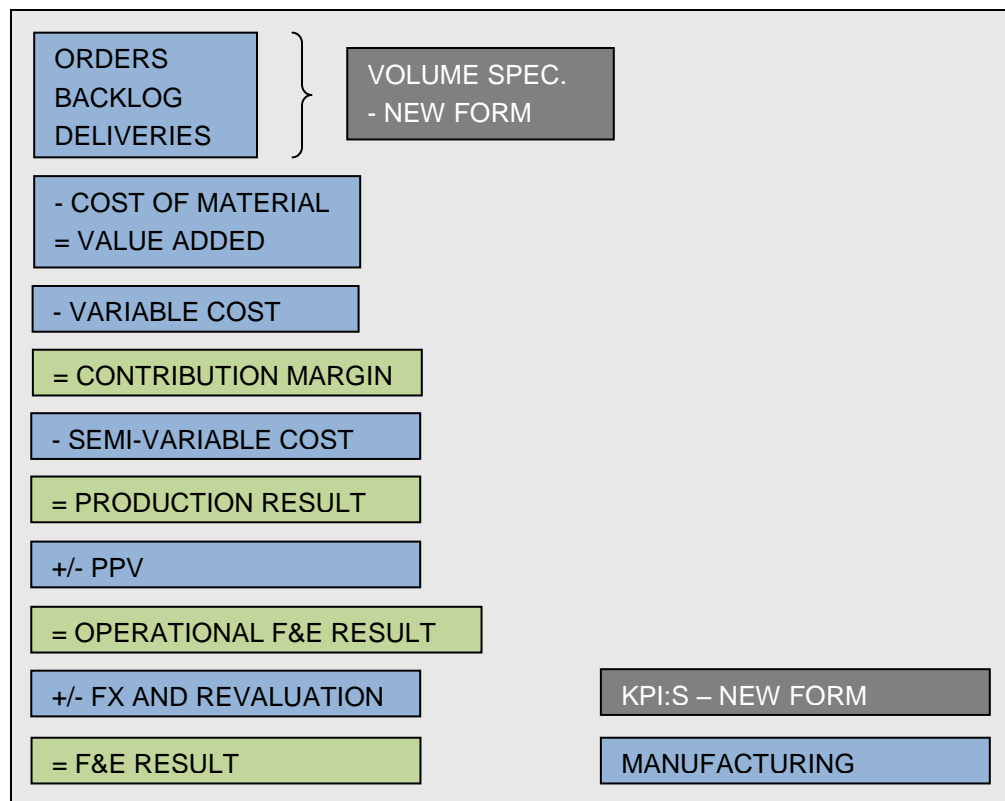 ORDERS
BACKLOG
DELIVERIES
VOLUME SPEC.
- NEW FORM
- COST OF MATERIAL
= VALUE ADDED
- VARIABLE COST
= CONTRIBUTION MARGIN
- SEMI-VARIABLE COST
= PRODUCTION RESULT
+/- PPV
= OPERATIONAL F&E RESULT
+/- FX AND REVALUATION
KPI:S – NEW FORM
= F&E RESULT
MANUFACTURING